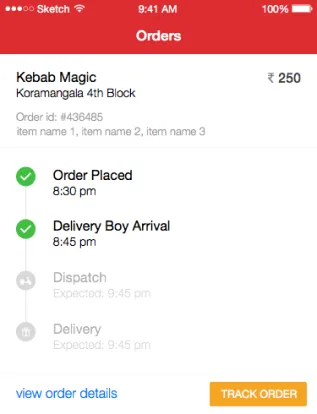 Sketch 9:41 AM 100%
Orders
Kebab Magic ₹ 250
Koramangala 4th Block
Order id: #436485
item name 1, item name 2, item name 3
Order Placed
8:30 pm
Delivery Boy Arrival
8:45 pm
Dispatch
Expected: 9:45 pm
Delivery
Expected: 9:45 pm
view order details TRACK ORDER